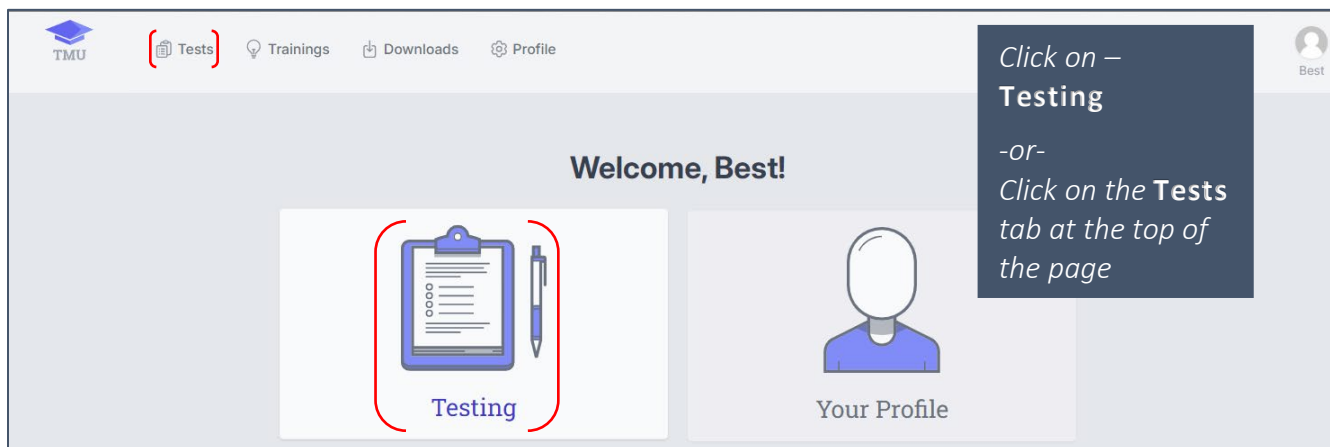 TMU
Tests Trainings Downloads Profile
Best
Click on –
Testing
-or-
Click on the Tests
tab at the top of
the page
Welcome, Best!
Testing
Your Profile